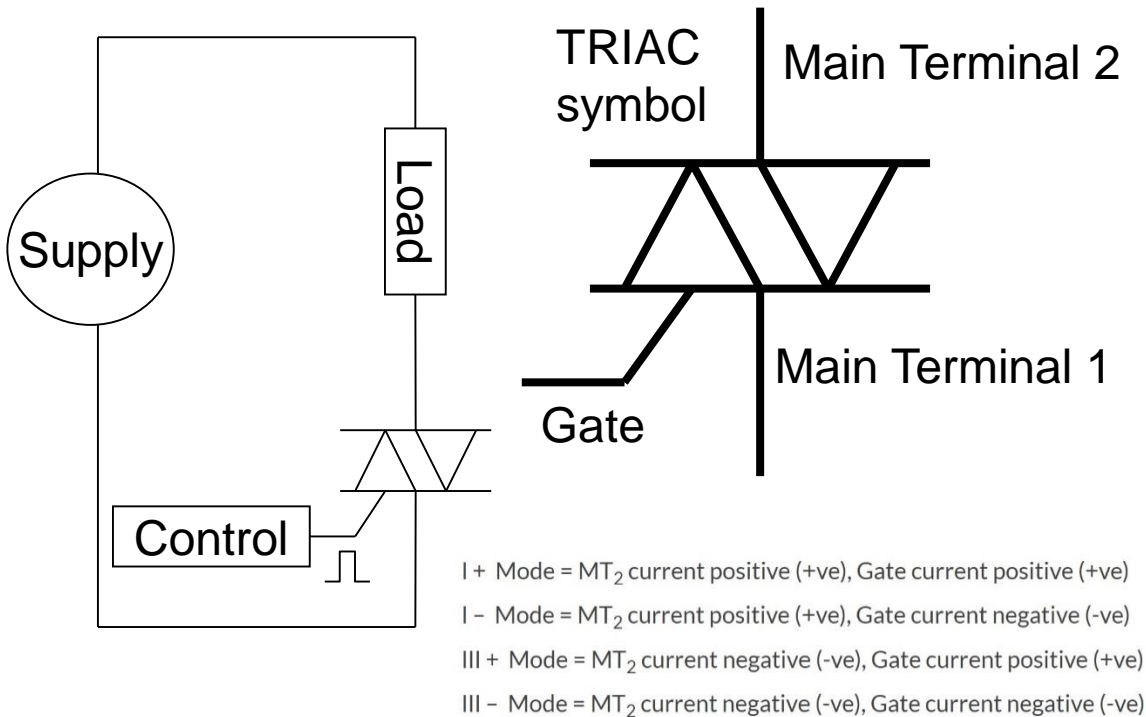 TRIAC
symbol
Main Terminal 2
Load
Supply
Main Terminal 1
Gate
Control
I + Mode = MT₂ current positive (+ve), Gate current positive (+ve)
I – Mode = MT₂ current positive (+ve), Gate current negative (-ve)
III + Mode = MT₂ current negative (-ve), Gate current positive (+ve)
III – Mode = MT₂ current negative (-ve), Gate current negative (-ve)